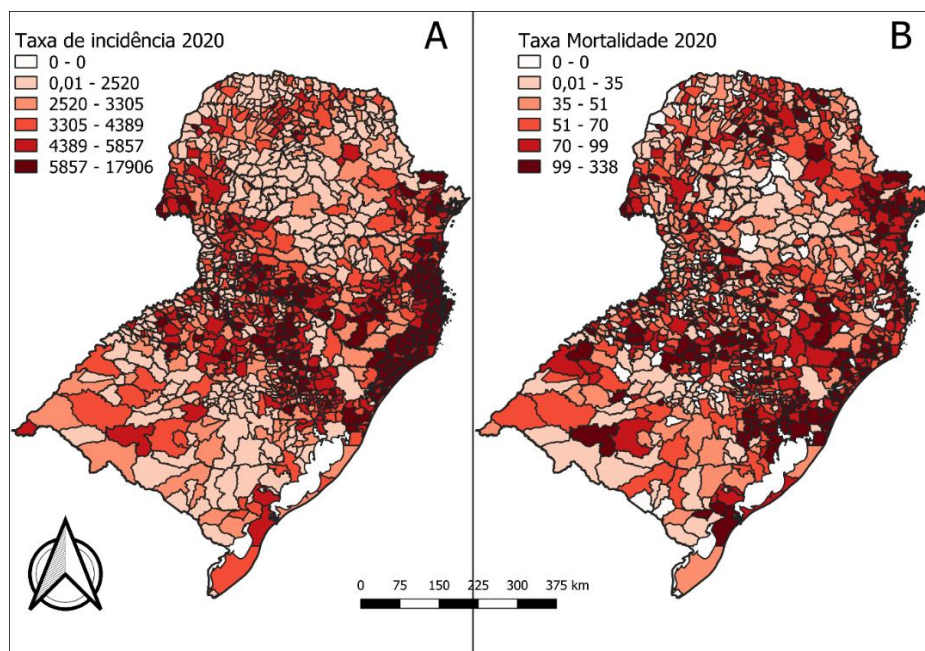 Taxa de incidência 2020
A
0 - 0
0,01 - 2520
2520 - 3305
3305 - 4389
4389 - 5857
5857 - 17906
Taxa Mortalidade 2020
B
0 - 0
0,01 - 35
35 - 51
51 - 70
70 - 99
99 - 338
0 75 150 225 300 375 km